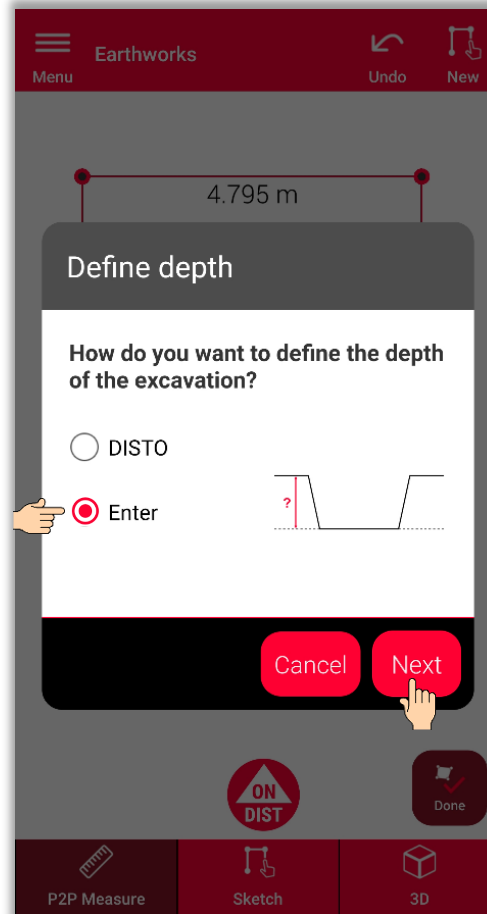 Menu
Earthworks
Undo
New
4.795 m
Define depth
How do you want to define the depth
of the excavation?
DISTO
Enter
?
Cancel
Next
ON
DIST
Done
P2P Measure
Sketch
3D